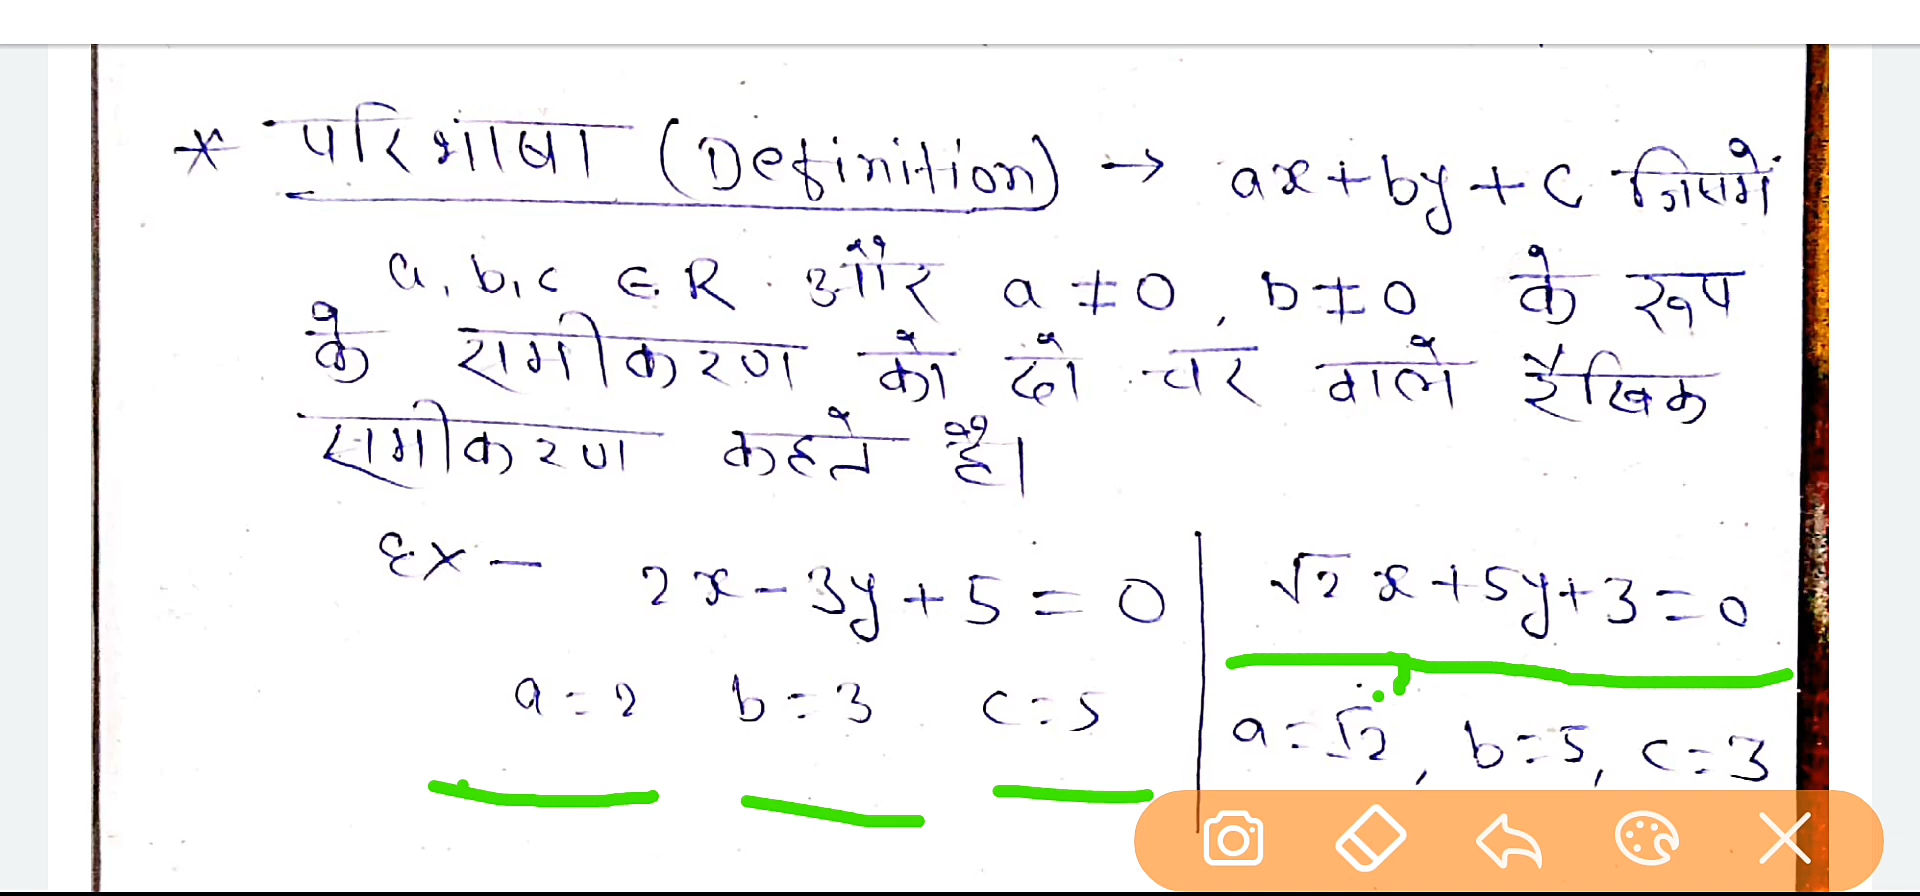 * परिभाषा (Definition) → ax+by+c जिसमें
a, b, c ∈ R और a ≠ 0, b ≠ 0 के रूप
के समीकरण को दो चर वाले रैखिक
समीकरण कहते हैं।
Ex - 2x - 3y + 5 = 0
a = 2 b = 3 c = 5
√2 x + 5y + 3 = 0
a = √2, b = 5, c = 3